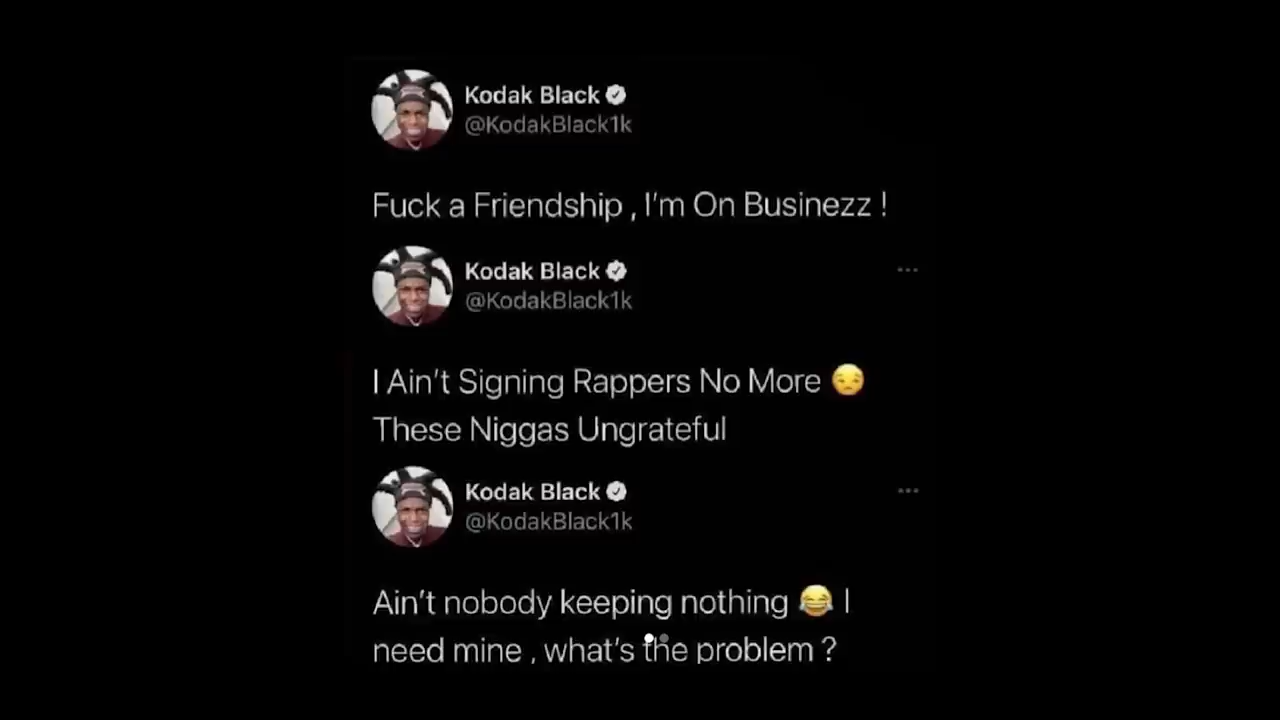 Kodak Black
@KodakBlack1k
Fuck a Friendship , I'm On Businezz !
Kodak Black
@KodakBlack1k
I Ain't Signing Rappers No More 😒
These Niggas Ungrateful
Kodak Black
@KodakBlack1k
Ain't nobody keeping nothing 😂 I
need mine , what's the problem ?